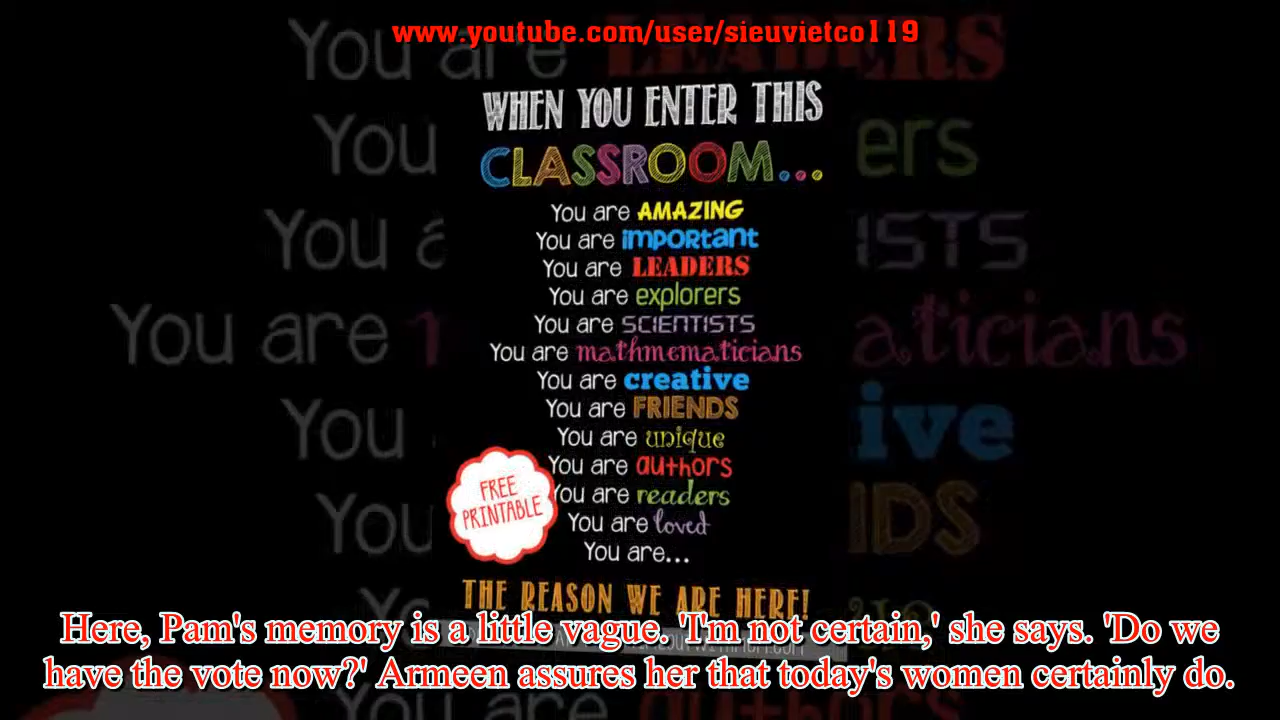 www.youtube.com/user/sieuvietco119
You are LEADERS
WHEN YOU ENTER THIS
CLASSROOM...
You are AMAZING
You are important
You are LEADERS
You are explorers
You are SCIENTISTS
You are mathmematicians
You are creative
You are FRIENDS
You are unique
You are authors
You are readers
You are loved
You are...
FREE
PRINTABLE
THE REASON WE ARE HERE!
Here, Pam's memory is a little vague. 'I'm not certain,' she says. 'Do we
have the vote now?' Armeen assures her that today's women certainly do.